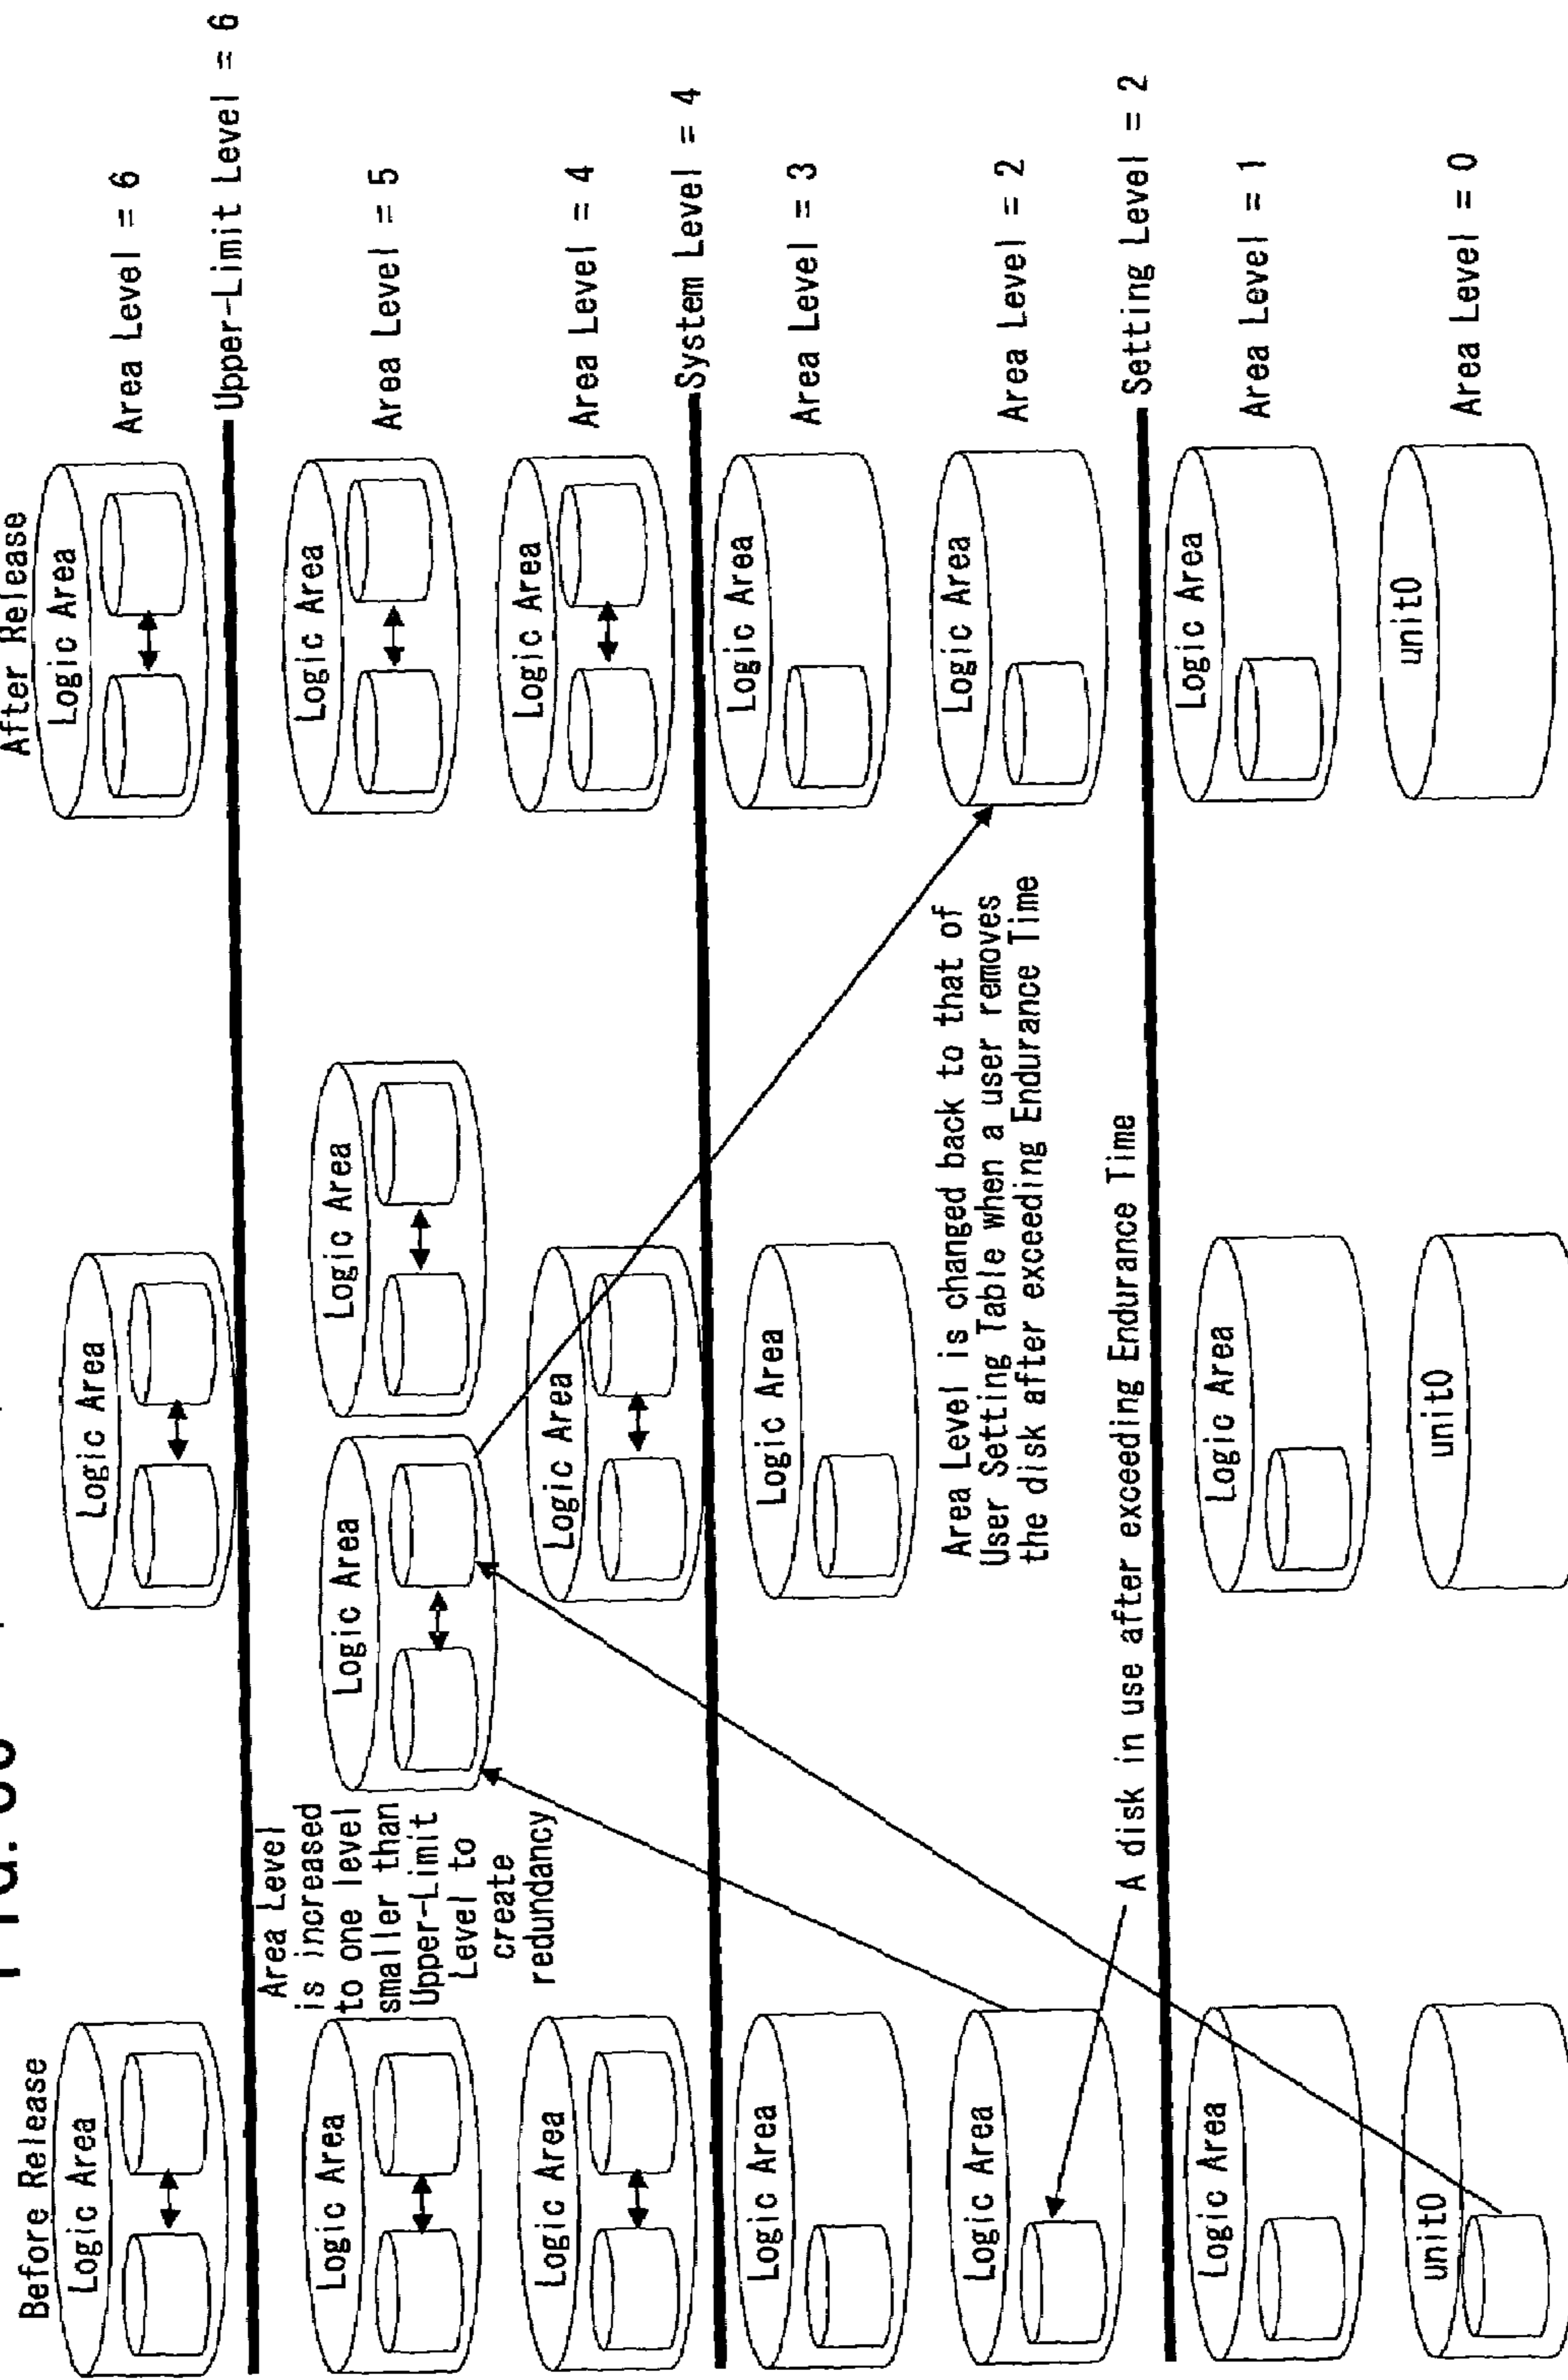 Before Release
After Release
Logic Area
Logic Area
Logic Area
Area Level = 6
Upper-Limit Level = 6
Area Level
is increased
to one level
smaller than
Upper-Limit
Level to
create
redundancy
Logic Area
Logic Area
Logic Area
Logic Area
Area Level = 5
Logic Area
Logic Area
Logic Area
Area Level = 4
System Level = 4
Logic Area
Logic Area
Logic Area
Area Level = 3
Logic Area
Area Level is changed back to that of
User Setting Table when a user removes
the disk after exceeding Endurance Time
Logic Area
Area Level = 2
A disk in use after exceeding Endurance Time
Setting Level = 2
Logic Area
Logic Area
Logic Area
Area Level = 1
unit0
unit0
unit0
Area Level = 0